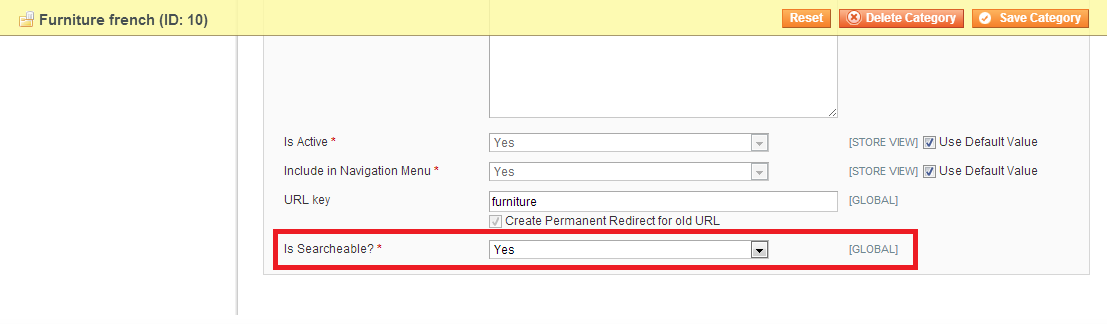 Furniture french (ID: 10) Reset Delete Category Save Category
Is Active * Yes [STORE VIEW] Use Default Value
Include in Navigation Menu * Yes [STORE VIEW] Use Default Value
URL key furniture [GLOBAL]
Create Permanent Redirect for old URL
Is Searcheable? * Yes [GLOBAL]